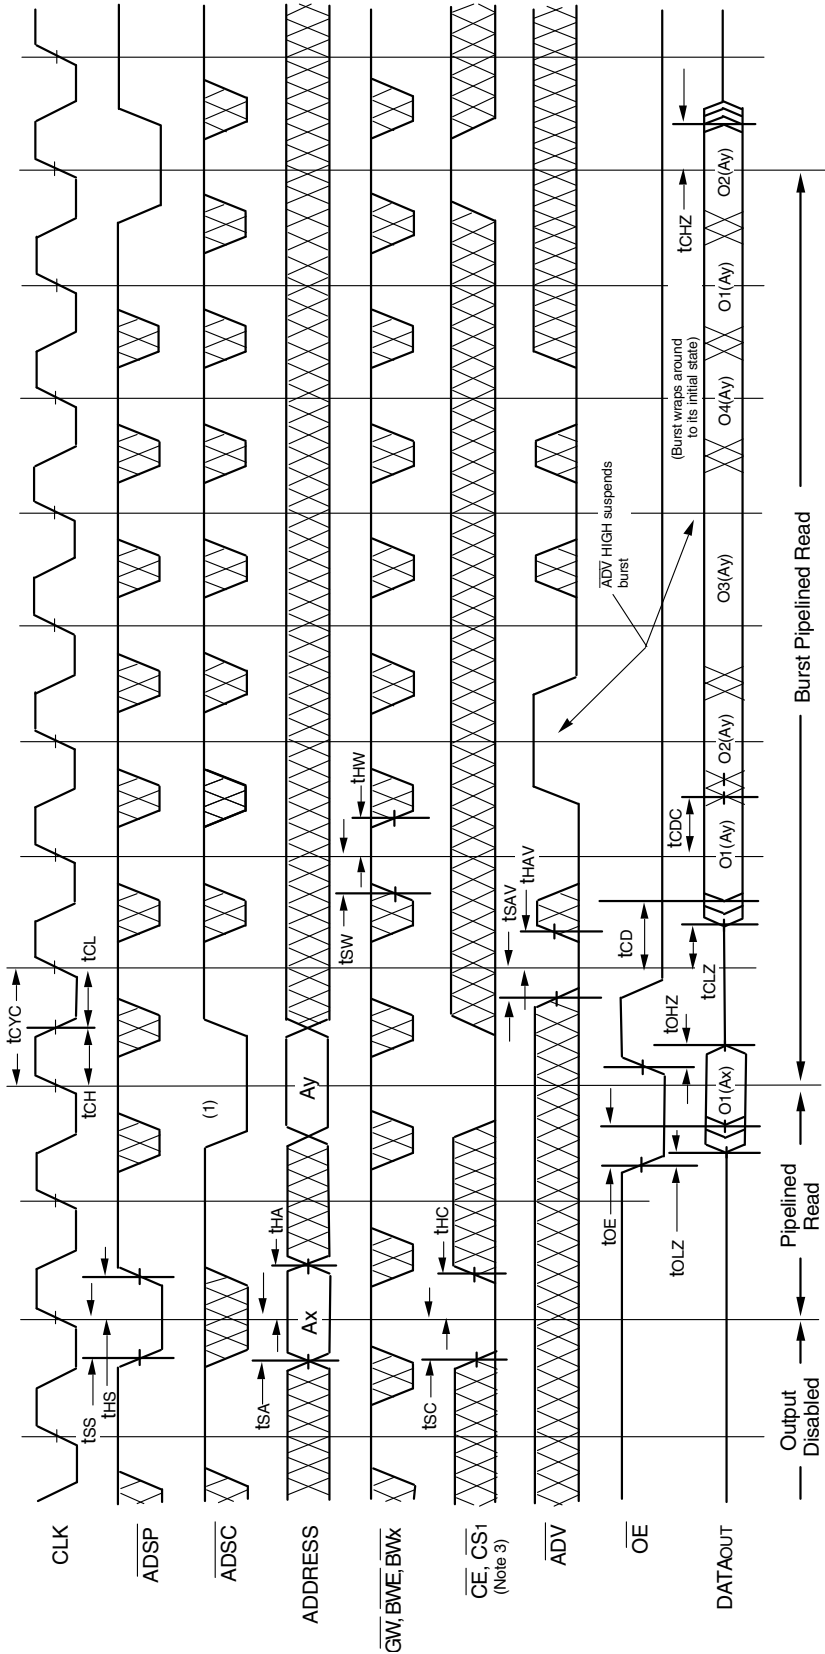 CLK
tSS
tHS
tCYC
tCH
tCL
ADSP
ADSC
(1)
ADDRESS
tSA
tHA
Ax
Ay
GW, BWE, BWx
tSW
tHW
CE, CS1
(Note 3)
tSC
tHC
ADV
tSAV
tHAV
ADV HIGH suspends
burst
OE
tOE
tOHZ
tCD
tOLZ
tCLZ
tCDC
(Burst wraps around
to its initial state)
tCHZ
DATAOUT
O1(Ax)
O1(Ay)
O2(Ay)
O3(Ay)
O4(Ay)
O1(Ay)
O2(Ay)
Output
Disabled
Pipelined
Read
Burst Pipelined Read